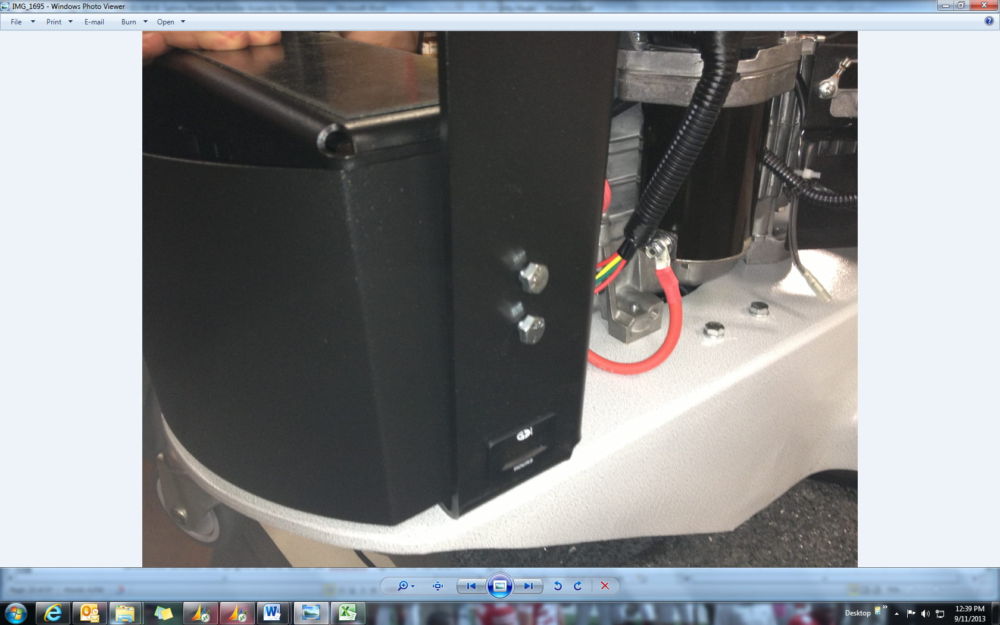 IMG_1695 - Windows Photo Viewer
File Print E-mail Burn Open
HOURS
Desktop
12:39 PM
9/11/2013